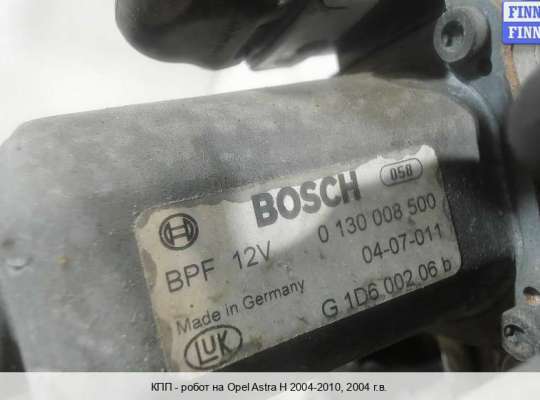 FINN
FINN
BOSCH 058
BPF 12V 0 130 008 500
04-07-011
Made in Germany
G 1D6 002 06 b
LUK
КПП - робот на Opel Astra H 2004-2010, 2004 г.в.